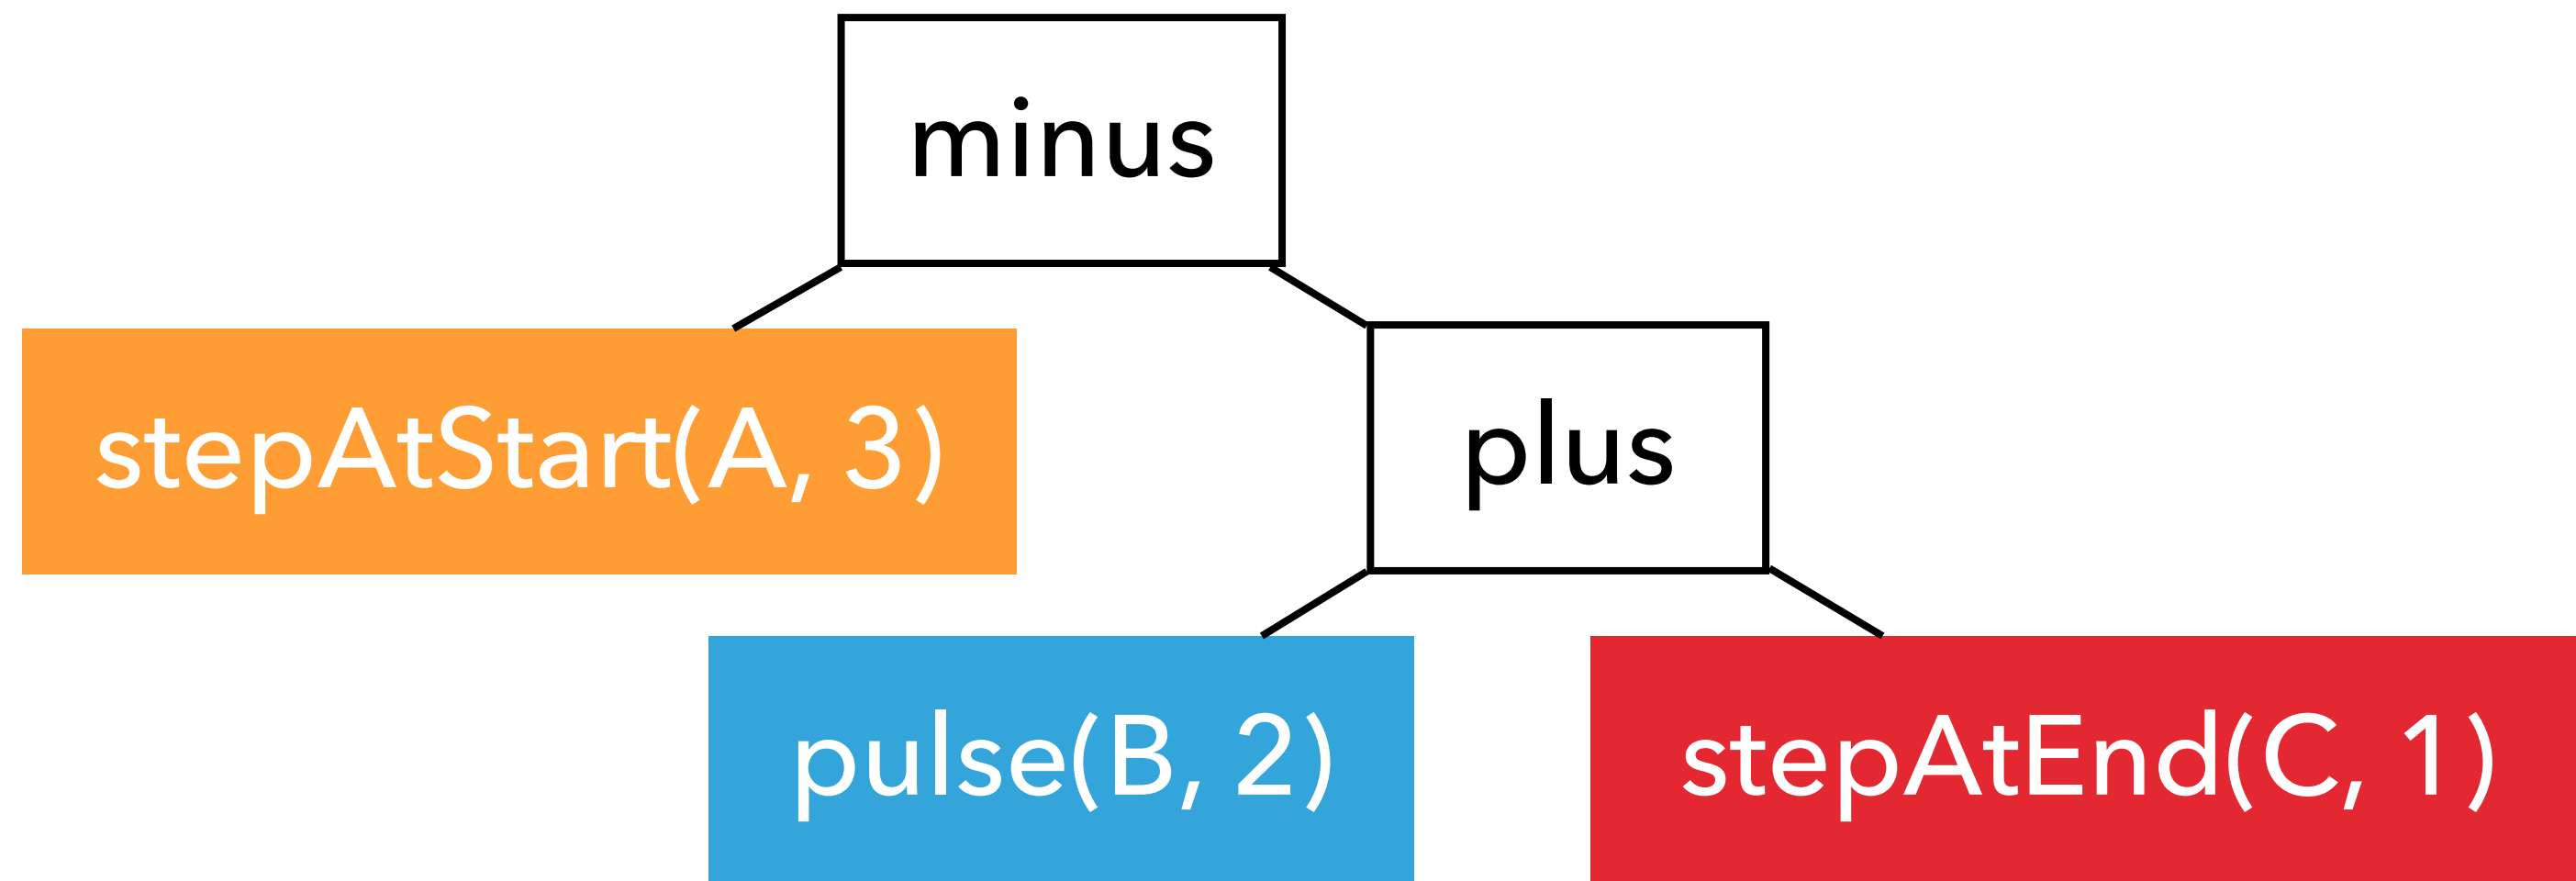 minus
stepAtStart(A, 3)
plus
pulse(B, 2)
stepAtEnd(C, 1)